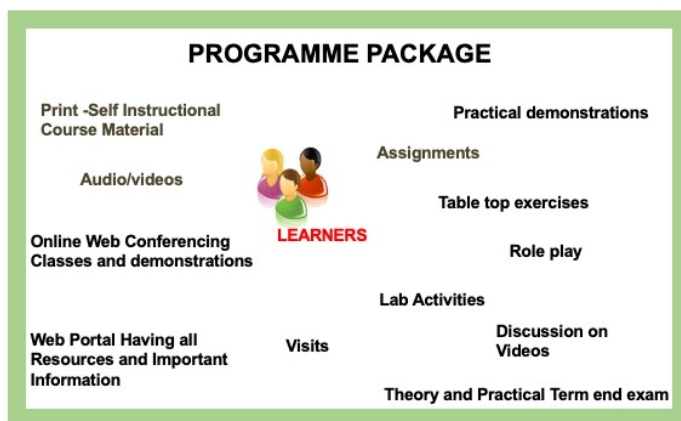 PROGRAMME PACKAGE
Print -Self Instructional
Course Material
Practical demonstrations
Assignments
Audio/videos
Table top exercises
LEARNERS
Online Web Conferencing
Classes and demonstrations
Role play
Lab Activities
Web Portal Having all
Resources and Important
Information
Visits
Discussion on
Videos
Theory and Practical Term end exam